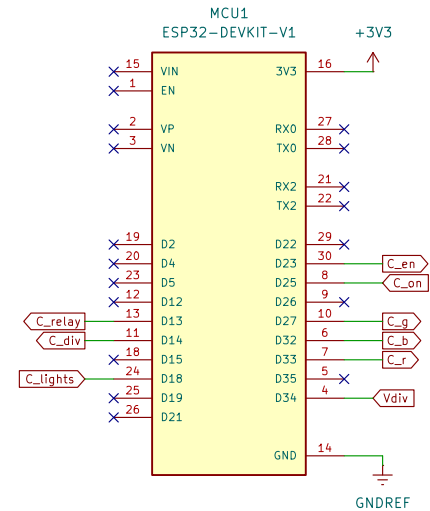 MCU1
ESP32-DEVKIT-V1
+3V3
15 VIN 3V3 16
1 EN
2 VP RX0 27
3 VN TX0 28
RX2 21
TX2 22
19 D2 D22 29
20 D4 D23 30 C_en
23 D5 D25 8 C_on
12 D12 D26 9
C_relay 13 D13 D27 10 C_g
C_div 11 D14 D32 6 C_b
18 D15 D33 7 C_r
C_lights 24 D18 D35 5
25 D19 D34 4 Vdiv
26 D21
GND 14
GNDREF